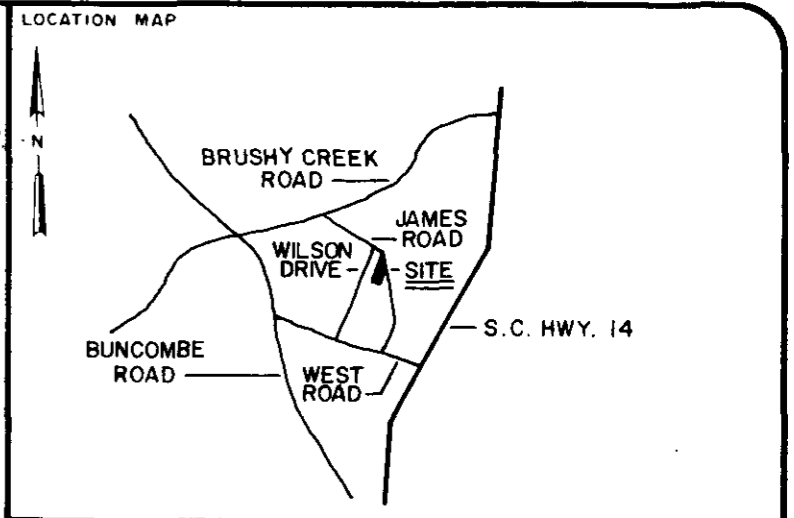 LOCATION MAP
N
BRUSHY CREEK
ROAD
JAMES
ROAD
WILSON
DRIVE
SITE
S.C. HWY. 14
BUNCOMBE
ROAD
WEST
ROAD